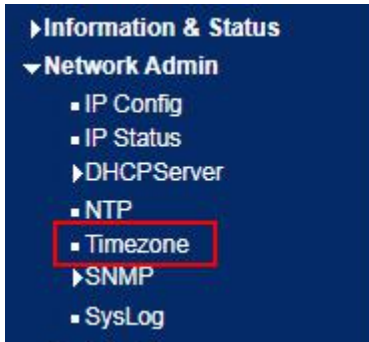 Information & Status
Network Admin
IP Config
IP Status
DHCPServer
NTP
Timezone
SNMP
SysLog